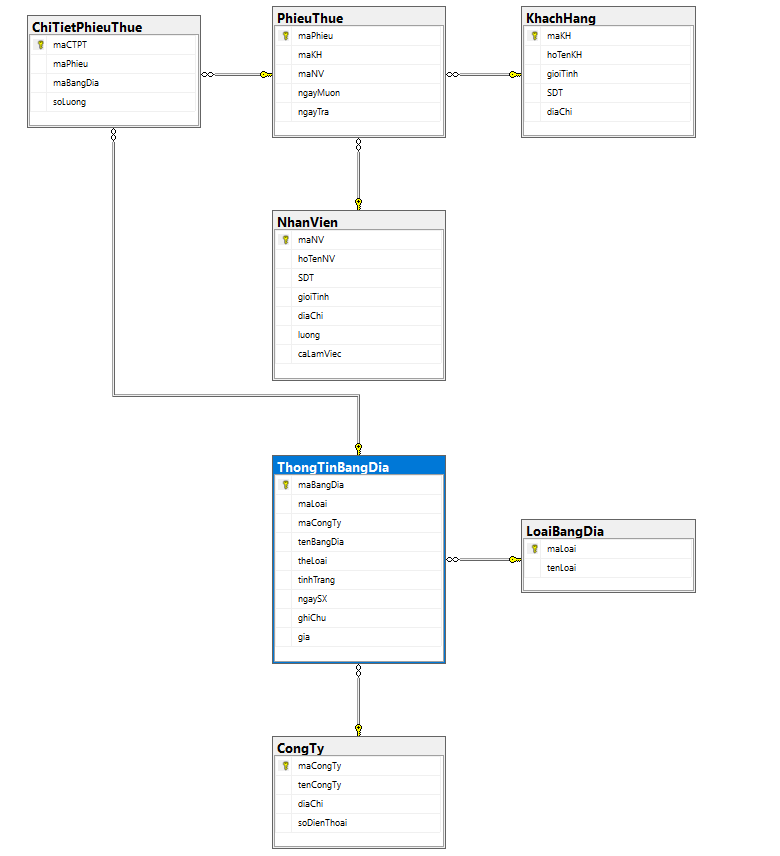 ChiTietPhieuThue
maCTPT
maPhieu
maBangDia
soLuong
PhieuThue
maPhieu
maKH
maNV
ngayMuon
ngayTra
KhachHang
maKH
hoTenKH
gioiTinh
SDT
diaChi
NhanVien
maNV
hoTenNV
SDT
gioiTinh
diaChi
luong
caLamViec
ThongTinBangDia
maBangDia
maLoai
maCongTy
tenBangDia
theLoai
tinhTrang
ngaySX
ghiChu
gia
LoaiBangDia
maLoai
tenLoai
CongTy
maCongTy
tenCongTy
diaChi
soDienThoai